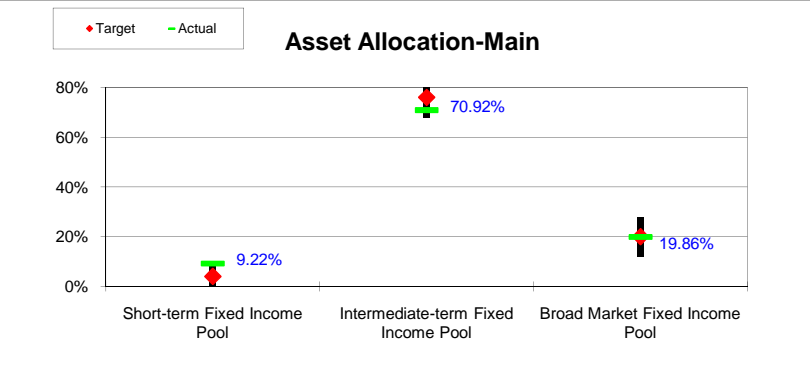 Target Actual
Asset Allocation-Main
80%
60%
40%
20%
0%
70.92%
9.22%
19.86%
Short-term Fixed Income
Pool
Intermediate-term Fixed
Income Pool
Broad Market Fixed Income
Pool